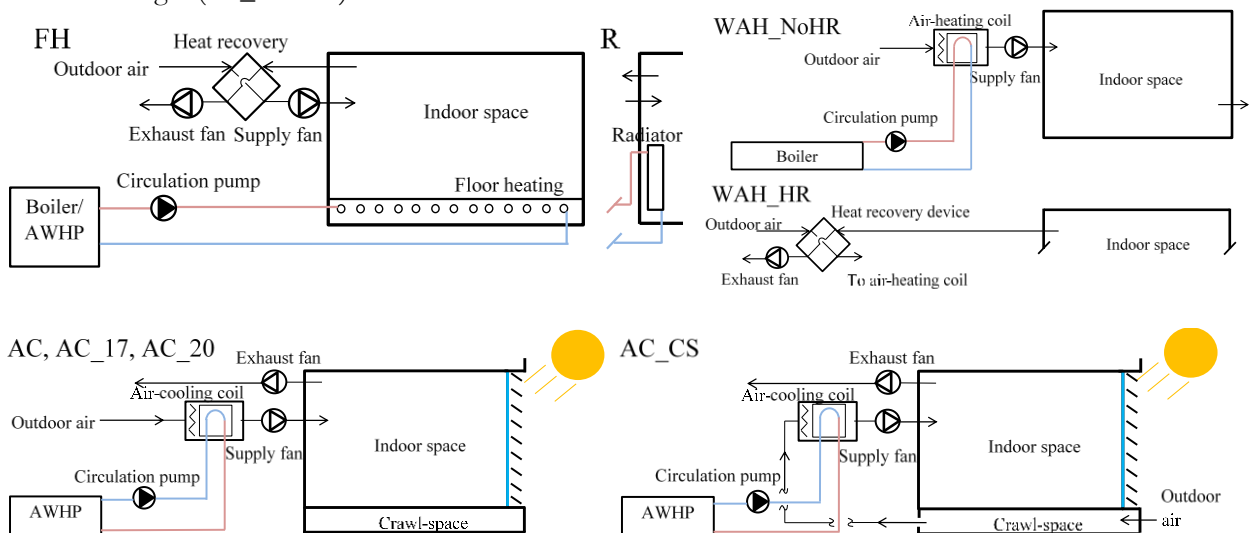 FH
Heat recovery
Outdoor air
Exhaust fan
Supply fan
Indoor space
Circulation pump
Floor heating
Boiler/
AWHP
R
Radiator
WAH_NoHR
Air-heating coil
Outdoor air
Supply fan
Indoor space
Circulation pump
Boiler
WAH_HR
Heat recovery device
Outdoor air
Indoor space
Exhaust fan
To air-heating coil
AC, AC_17, AC_20
Exhaust fan
Air-cooling coil
Outdoor air
Supply fan
Indoor space
Circulation pump
AWHP
Crawl-space
AC_CS
Exhaust fan
Air-cooling coil
Supply fan
Indoor space
Circulation pump
AWHP
Outdoor
air
Crawl-space